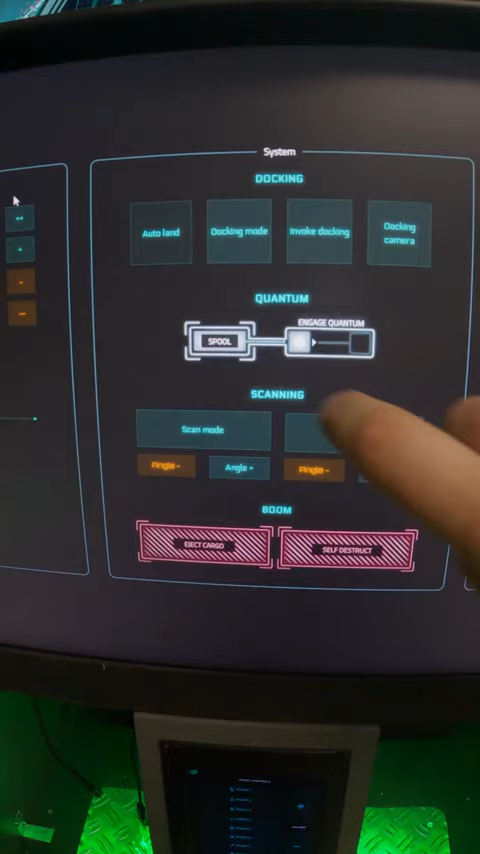 System
DOCKING
Auto land
Docking mode
Invoke docking
Docking
camera
QUANTUM
ENGAGE QUANTUM
SPOOL
SCANNING
Scan mode
Angle -
Angle +
Angle -
BOOM
EJECT CARGO
SELF DESTRUCT